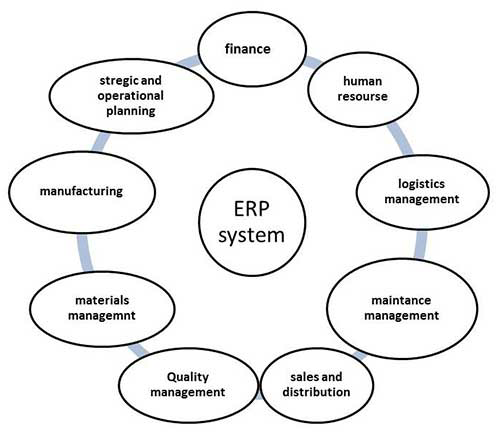 finance
human
resourse
logistics
management
maintance
management
sales and
distribution
Quality
management
materials
managemnt
manufacturing
stregic and
operational
planning
ERP
system